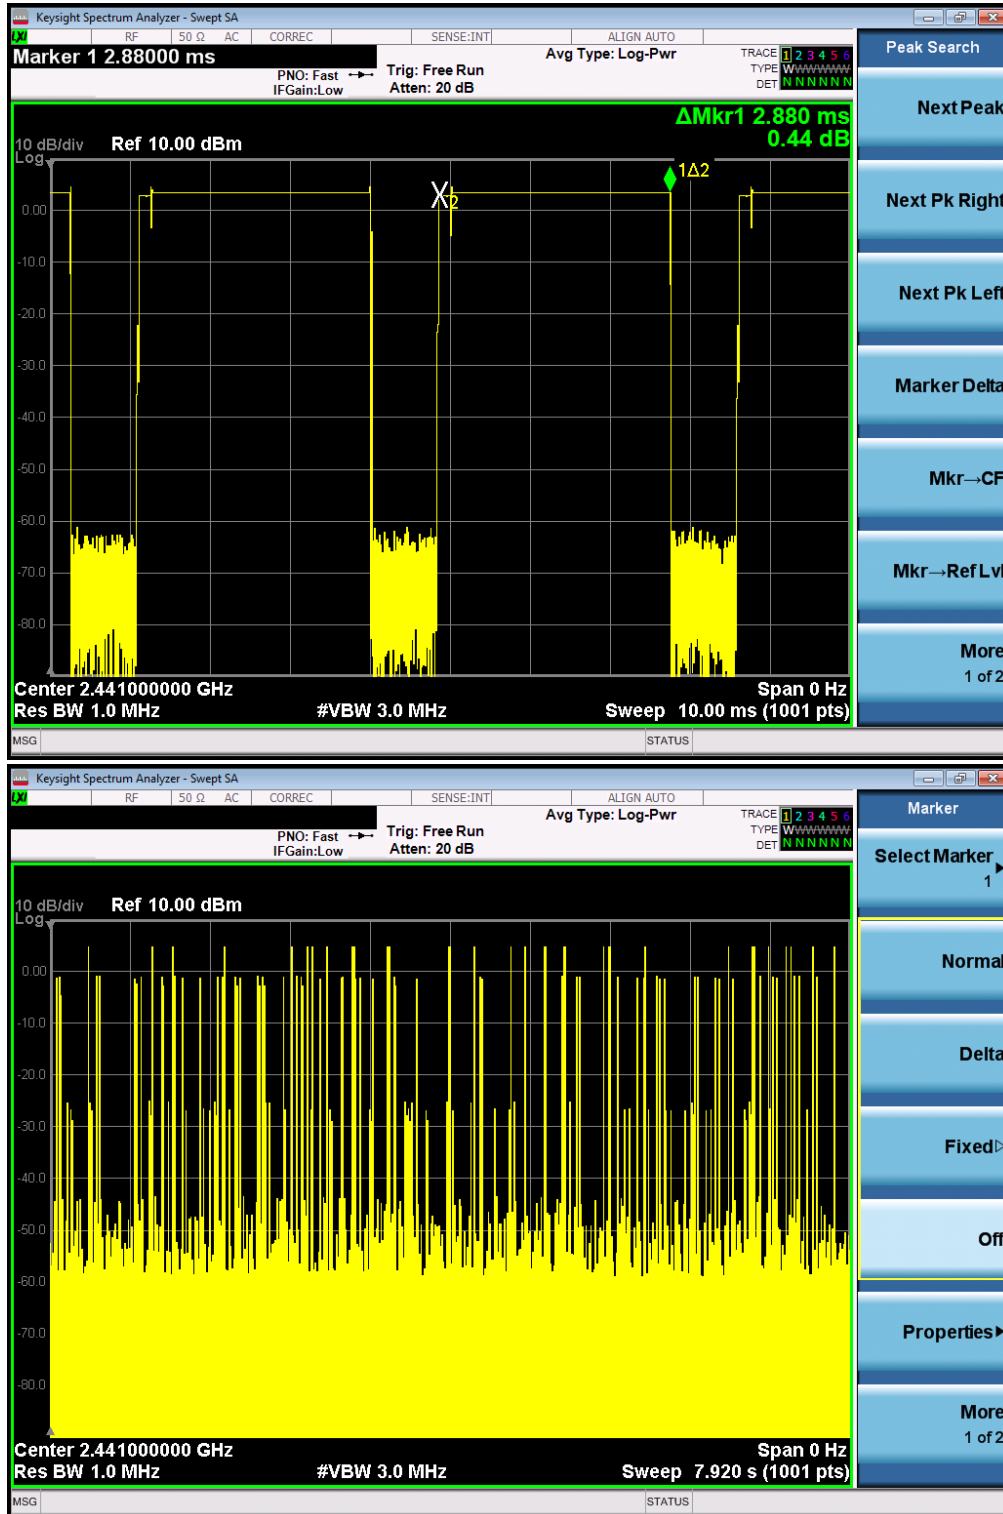 Keysight Spectrum Analyzer - Swept SA
LXI RF 50 Ω AC CORREC SENSE:INT ALIGN AUTO
Marker 1 2.88000 ms
PNO: Fast
IFGain:Low
Trig: Free Run
Atten: 20 dB
Avg Type: Log-Pwr
TRACE 1 2 3 4 5 6
TYPE WWWWWW
DET N N N N N N
ΔMkr1 2.880 ms
0.44 dB
10 dB/div Ref 10.00 dBm
Log
1Δ2
X2
0.00
-10.0
-20.0
-30.0
-40.0
-50.0
-60.0
-70.0
-80.0
Center 2.441000000 GHz Span 0 Hz
Res BW 1.0 MHz #VBW 3.0 MHz Sweep 10.00 ms (1001 pts)
MSG STATUS
Peak Search
Next Peak
Next Pk Right
Next Pk Left
Marker Delta
Mkr→CF
Mkr→Ref Lvl
More
1 of 2
Keysight Spectrum Analyzer - Swept SA
LXI RF 50 Ω AC CORREC SENSE:INT ALIGN AUTO
PNO: Fast
IFGain:Low
Trig: Free Run
Atten: 20 dB
Avg Type: Log-Pwr
TRACE 1 2 3 4 5 6
TYPE WWWWWW
DET N N N N N N
10 dB/div Ref 10.00 dBm
Log
0.00
-10.0
-20.0
-30.0
-40.0
-50.0
-60.0
-70.0
-80.0
Center 2.441000000 GHz Span 0 Hz
Res BW 1.0 MHz #VBW 3.0 MHz Sweep 7.920 s (1001 pts)
MSG STATUS
Marker
Select Marker
1
Normal
Delta
Fixed
Off
Properties
More
1 of 2